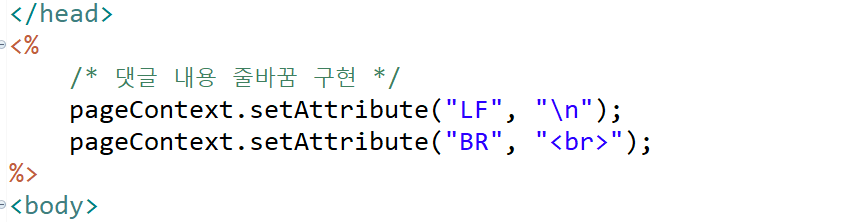 </head>
<%
/* 댓글 내용 줄바꿈 구현 */
pageContext.setAttribute("LF", "\n");
pageContext.setAttribute("BR", "<br>");
%>
<body>